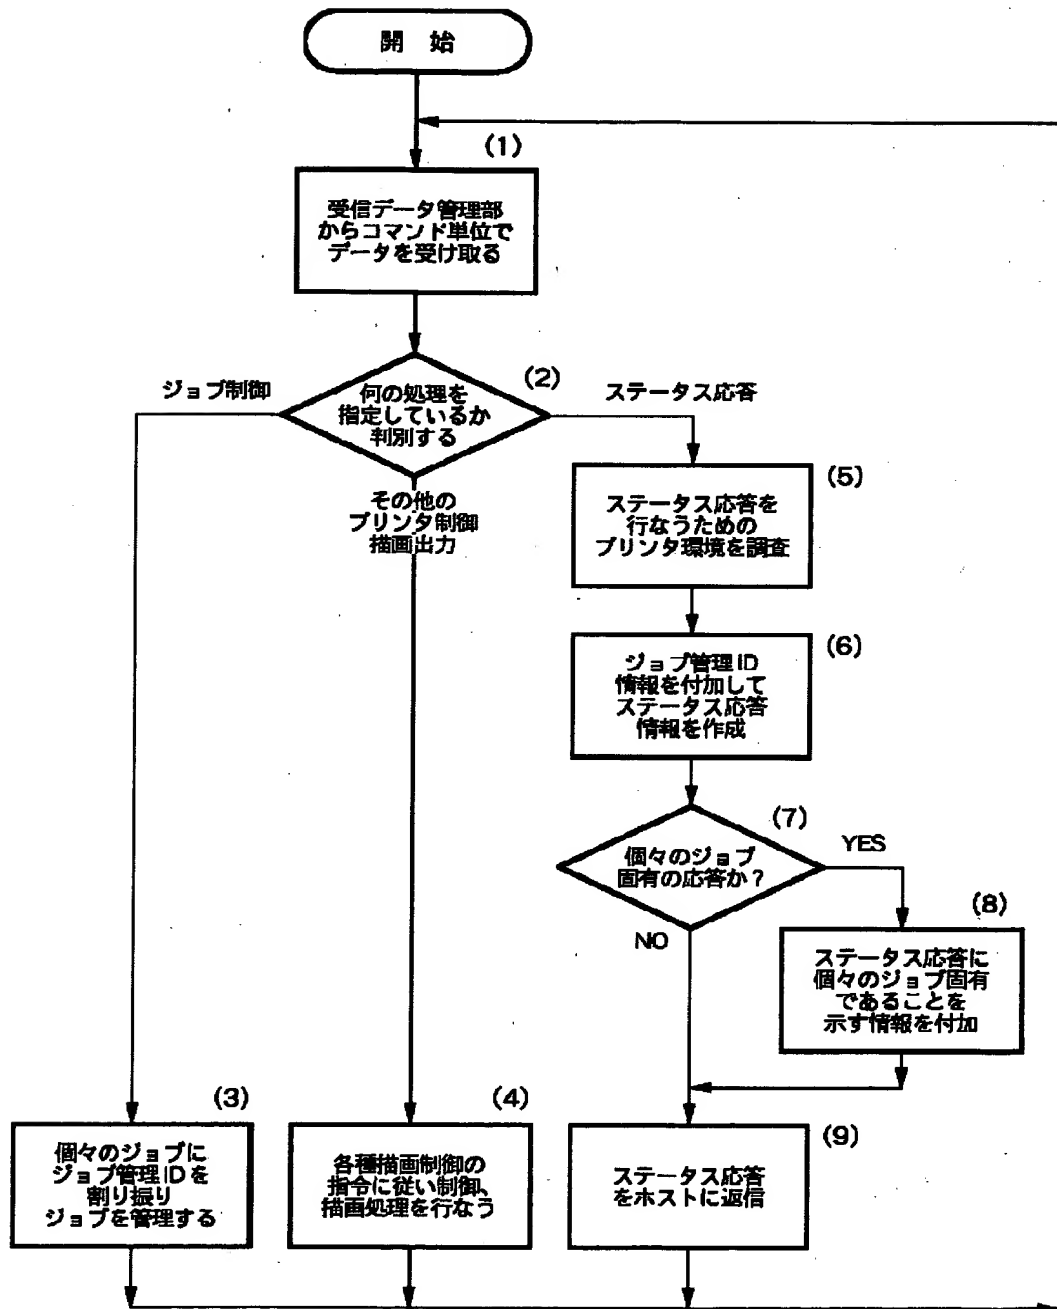 開 始
(1)
受信データ管理部
からコマンド単位で
データを受け取る
ジョブ制御
(2)
何の処理を
指定しているか
判別する
ステータス応答
その他の
プリンタ制御
描画出力
(5)
ステータス応答を
行なうための
プリンタ環境を調査
(6)
ジョブ管理ID
情報を付加して
ステータス応答
情報を作成
(7)
個々のジョブ
固有の応答か？
YES
NO
(8)
ステータス応答に
個々のジョブ固有
であることを
示す情報を付加
(3)
個々のジョブに
ジョブ管理IDを
割り振り
ジョブを管理する
(4)
各種描画制御の
指令に従い制御、
描画処理を行なう
(9)
ステータス応答
をホストに返信